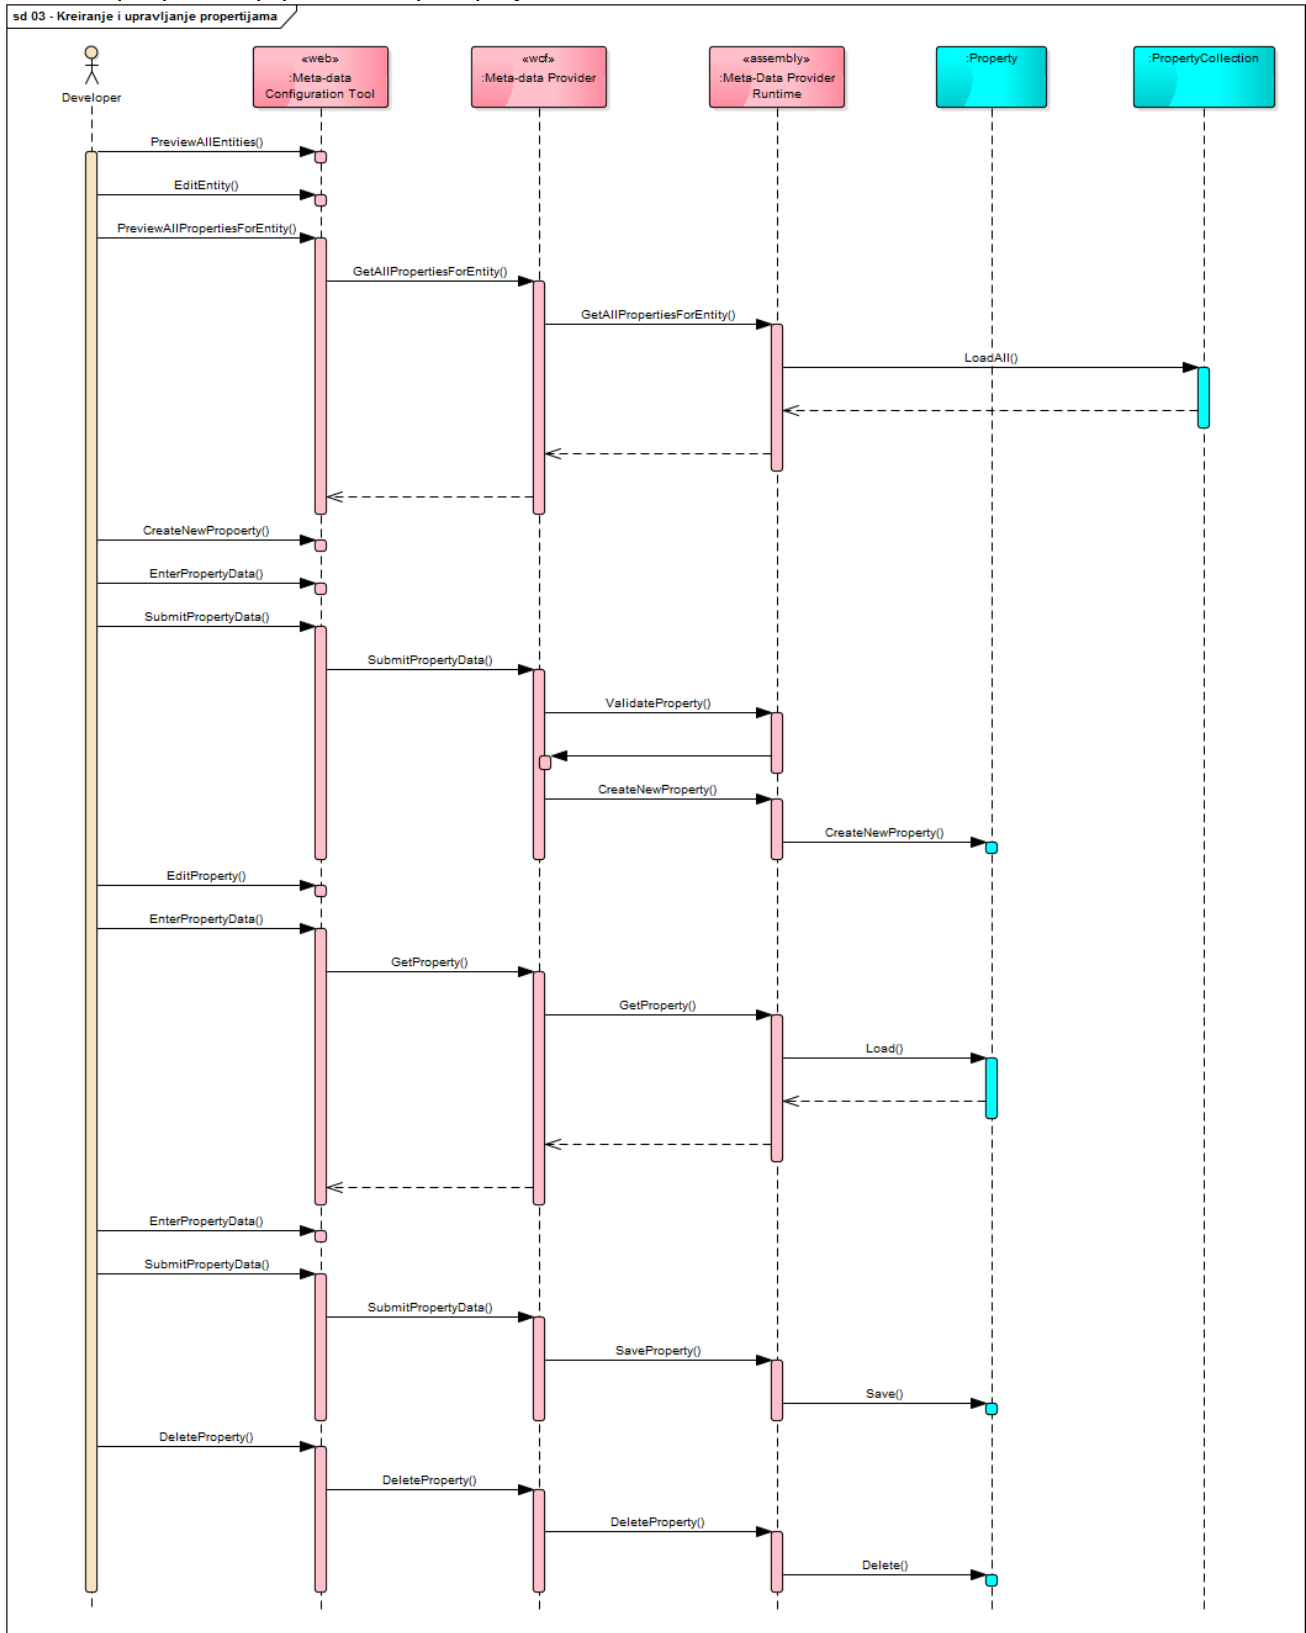 sd 03 - Kreiranje i upravljanje propertijama
Developer
«web»
:Meta-data
Configuration Tool
«wcf»
:Meta-data Provider
«assembly»
:Meta-Data Provider
Runtime
:Property
:PropertyCollection
PreviewAllEntities()
EditEntity()
PreviewAllPropertiesForEntity()
GetAllPropertiesForEntity()
GetAllPropertiesForEntity()
LoadAll()
CreateNewPropoerty()
EnterPropertyData()
SubmitPropertyData()
SubmitPropertyData()
ValidateProperty()
CreateNewProperty()
CreateNewProperty()
EditProperty()
EnterPropertyData()
GetProperty()
GetProperty()
Load()
EnterPropertyData()
SubmitPropertyData()
SubmitPropertyData()
SaveProperty()
Save()
DeleteProperty()
DeleteProperty()
DeleteProperty()
Delete()